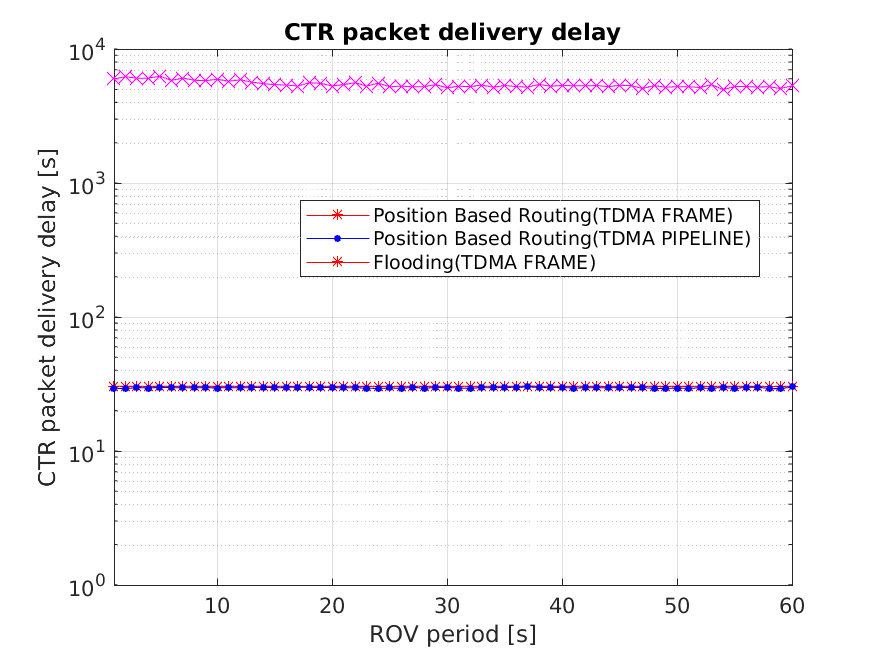 CTR packet delivery delay
CTR packet delivery delay [s]
10^4
10^3
10^2
10^1
10^0
Position Based Routing(TDMA FRAME)
Position Based Routing(TDMA PIPELINE)
Flooding(TDMA FRAME)
10 20 30 40 50 60
ROV period [s]